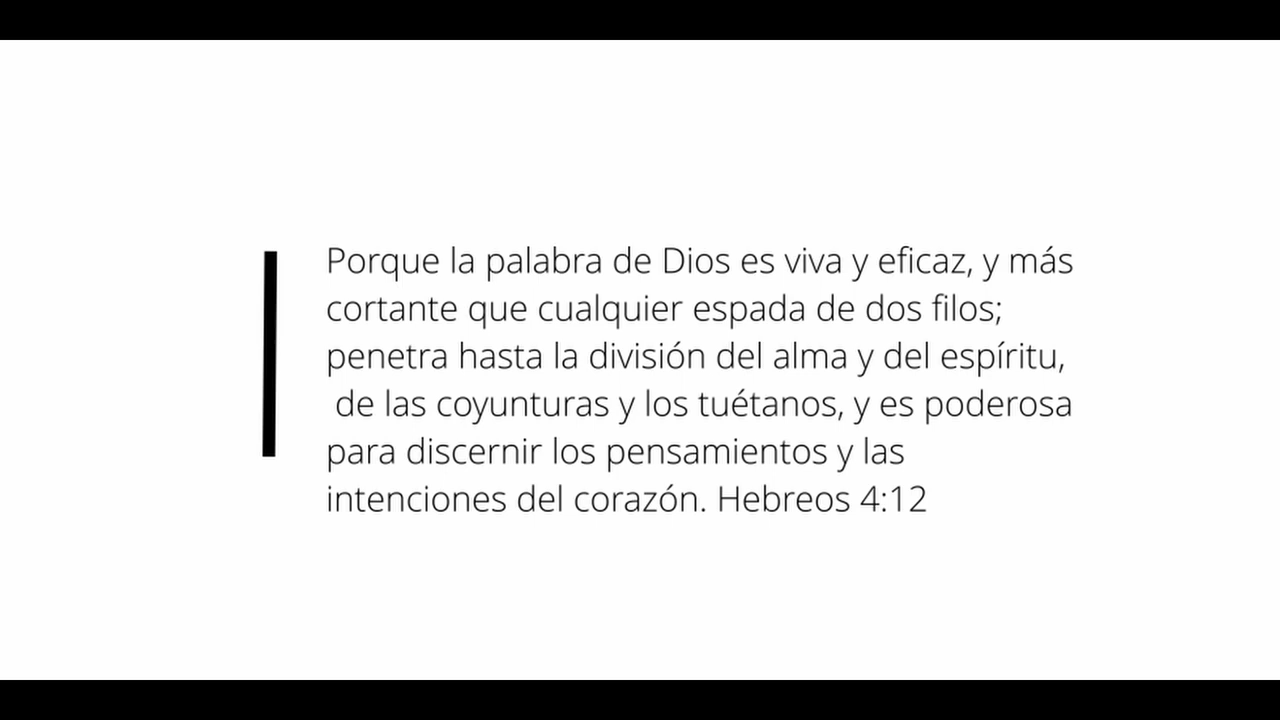 Porque la palabra de Dios es viva y eficaz, y más
cortante que cualquier espada de dos filos;
penetra hasta la división del alma y del espíritu,
de las coyunturas y los tuétanos, y es poderosa
para discernir los pensamientos y las
intenciones del corazón. Hebreos 4:12